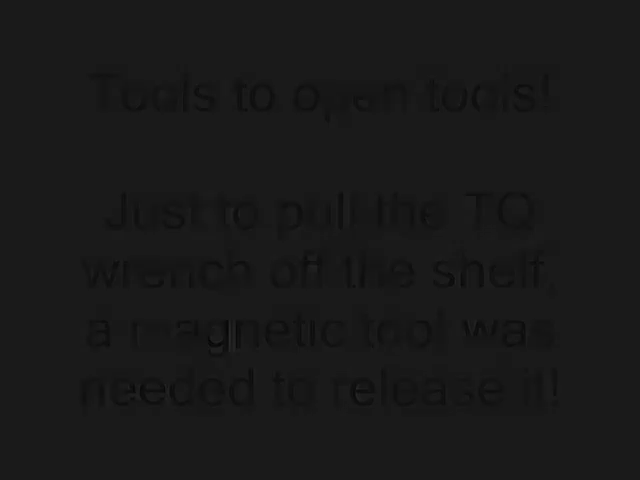 Tools to open tools!
Just to pull the TQ
wrench off the shelf,
a magnetic tool was
needed to release it!